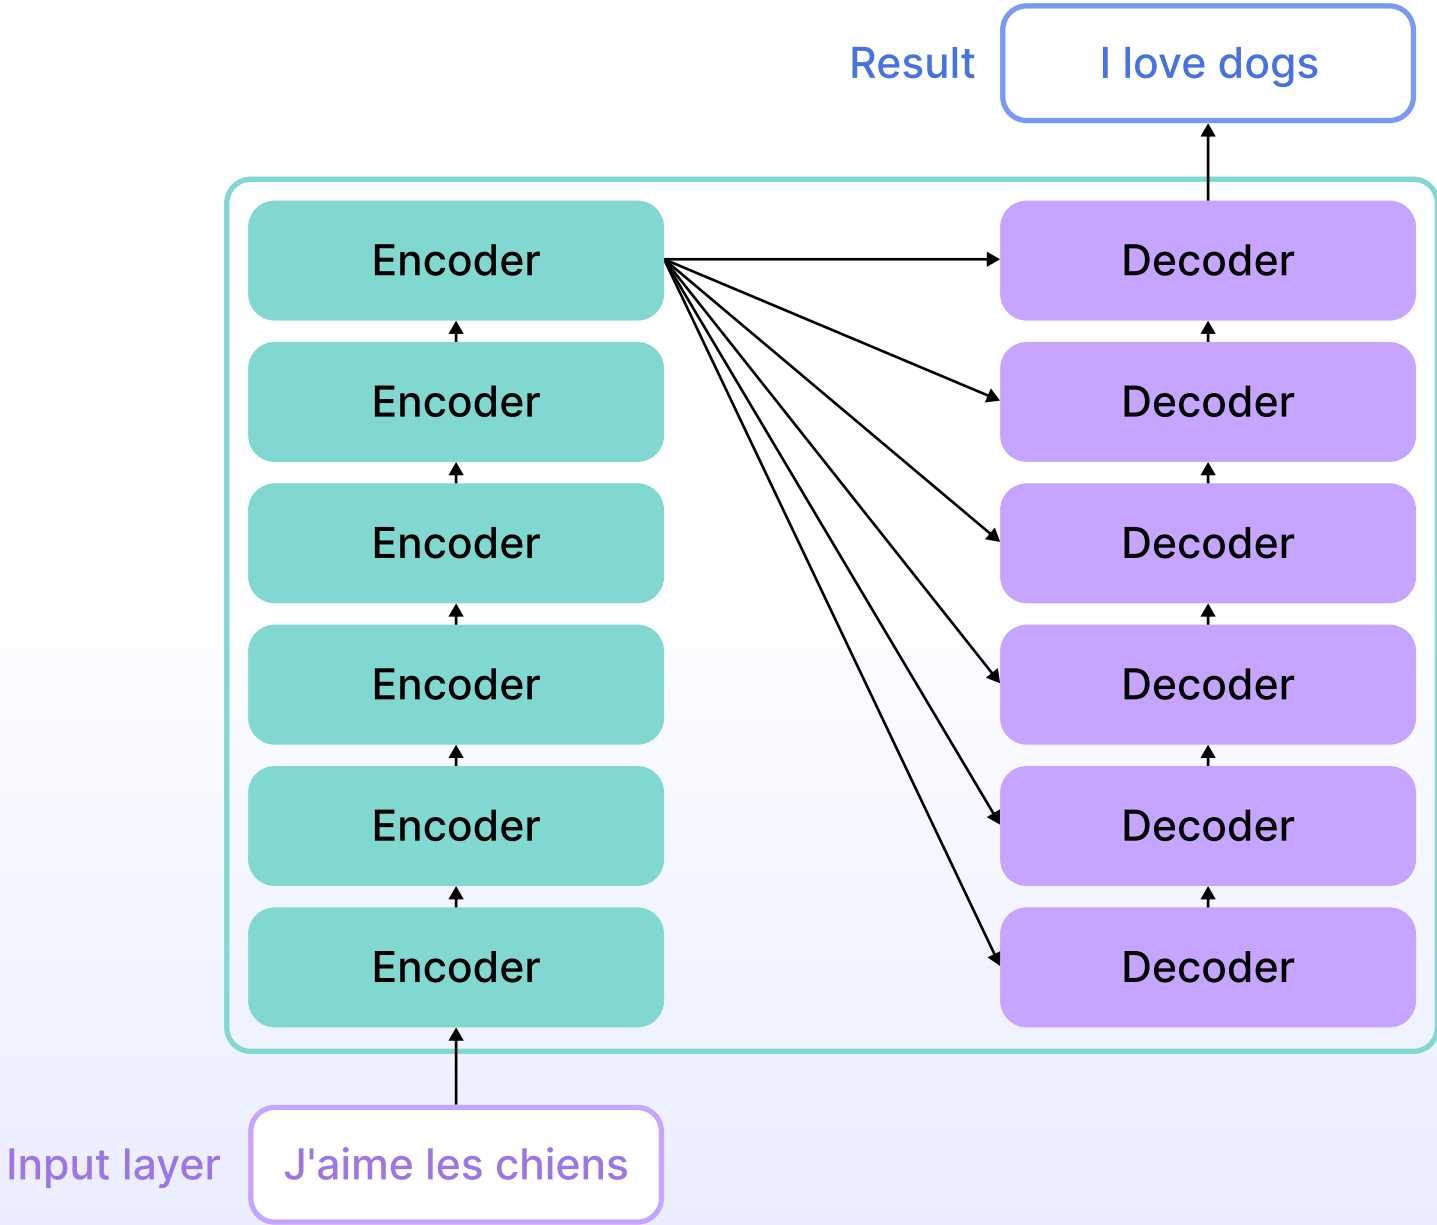 Result
I love dogs
Encoder
Decoder
Encoder
Decoder
Encoder
Decoder
Encoder
Decoder
Encoder
Decoder
Encoder
Decoder
Input layer
J'aime les chiens